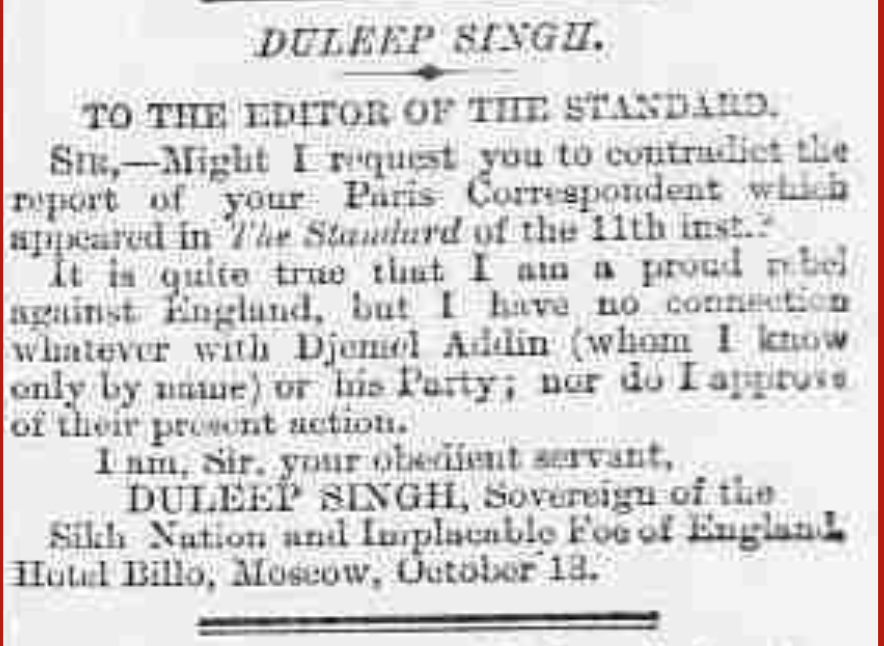 DULEEP SINGH.
TO THE EDITOR OF THE STANDARD.
SIR,—Might I request you to contradict the
report of your Paris Correspondent which
appeared in The Standard of the 11th inst.?
It is quite true that I am a proud rebel
against England, but I have no connection
whatever with Djemel Addin (whom I know
only by name) or his Party; nor do I approve
of their present action.
I am, Sir, your obedient servant,
DULEEP SINGH, Sovereign of the
Sikh Nation and Implacable Foe of England.
Hotel Billo, Moscow, October 13.